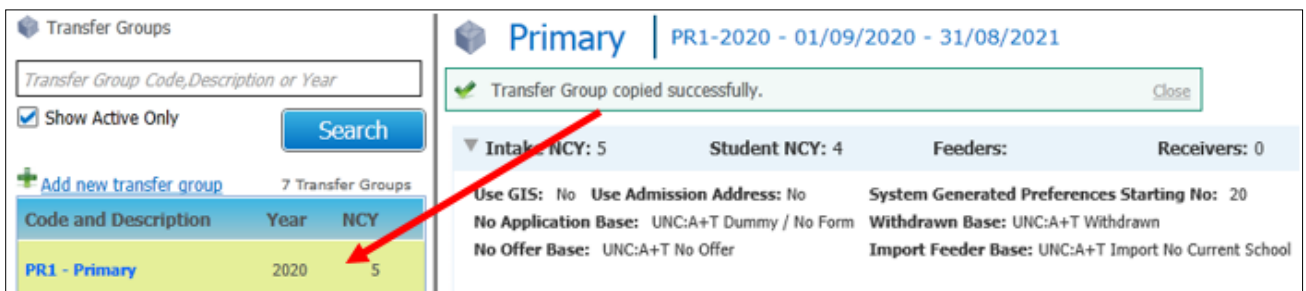 Transfer Groups
Transfer Group Code,Description or Year
Show Active Only
Search
Add new transfer group 7 Transfer Groups
Code and Description Year NCY
PR1 - Primary 2020 5
Primary PR1-2020 - 01/09/2020 - 31/08/2021
Transfer Group copied successfully. Close
Intake NCY: 5 Student NCY: 4 Feeders: Receivers: 0
Use GIS: No Use Admission Address: No System Generated Preferences Starting No: 20
No Application Base: UNC:A+T Dummy / No Form Withdrawn Base: UNC:A+T Withdrawn
No Offer Base: UNC:A+T No Offer Import Feeder Base: UNC:A+T Import No Current School